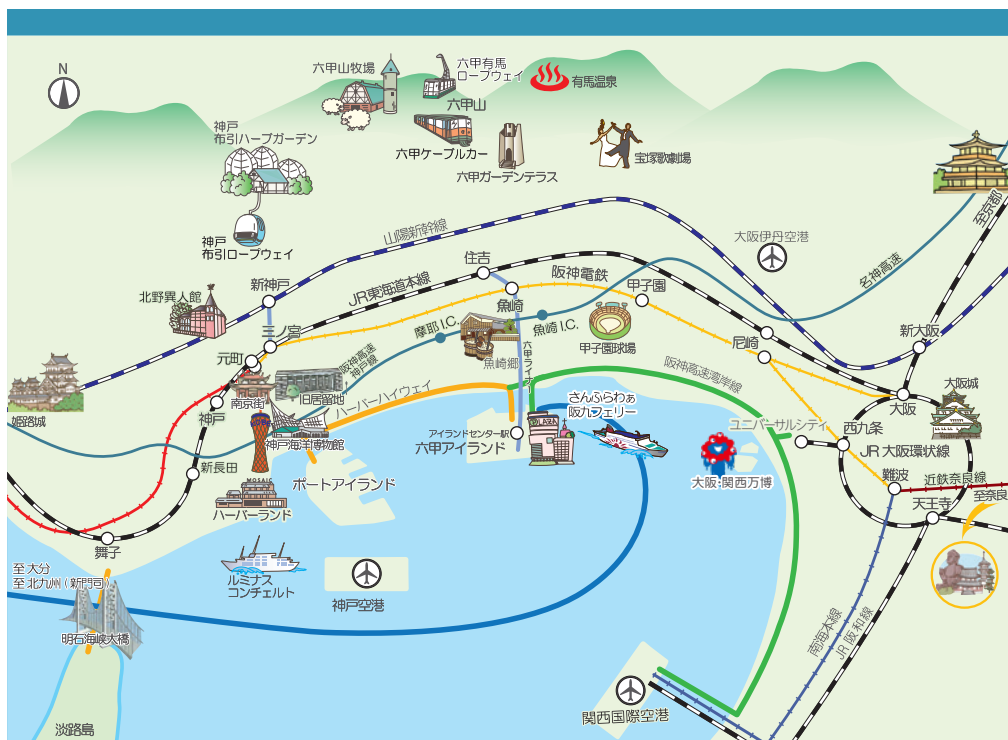 N
六甲山牧場
六甲有馬
ロープウェイ
有馬温泉
六甲山
神戸
布引ハーブガーデン
六甲ケーブルカー
六甲ガーデンテラス
宝塚歌劇場
至京都
神戸
布引ロープウェイ
山陽新幹線
大阪伊丹空港
名神高速
住吉
阪神電鉄
新神戸
JR東海道本線
北野異人館
魚崎
甲子園
三ノ宮
摩耶I.C.
魚崎I.C.
新大阪
元町
阪神高速
神戸線
魚崎郷
六甲ライナー
甲子園球場
尼崎
阪神高速湾岸線
姫路城
神戸
南京街
旧居留地
ハーバーハイウェイ
さんふらわぁ
阪九フェリー
大阪城
大阪
ユニバーサルシティ
西九条
神戸海洋博物館
アイランドセンター駅
六甲アイランド
JR大阪環状線
新長田
MOSAIC
ポートアイランド
大阪・関西万博
難波
近鉄奈良線
至奈良
ハーバーランド
天王寺
舞子
至大分
至北九州(新門司)
ルミナス
コンチェルト
神戸空港
明石海峡大橋
南海本線
JR阪和線
関西国際空港
淡路島